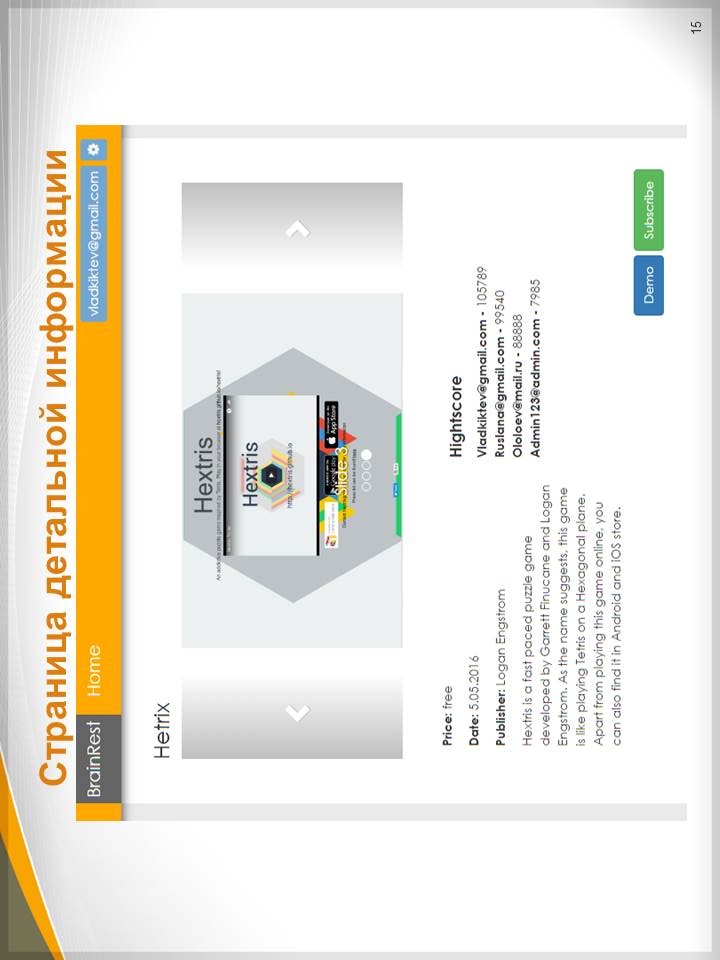 Страница детальной информации
BrainRest
Home
vladkiktev@gmail.com
Hetrix
Hextris
An addictive puzzle game inspired by Tetris. Play in your browser at hextris.github.io/hextris!
Hextris
http://hextris.github.io
Google play
App Store
Slide 3
Price: free
Date: 5.05.2016
Publisher: Logan Engstrom
Hextris is a fast paced puzzle game
developed by Garrett Finucane and Logan
Engstrom. As the name suggests, this game
is like playing Tetris on a Hexagonal plane.
Apart from playing this game online, you
can also find it in Android and iOS store.
Hightscore
Vladkiktev@gmail.com - 105789
Ruslana@gmail.com - 99540
Ololoev@mail.ru - 88888
Admin123@admin.com - 7985
Demo
Subscribe
15